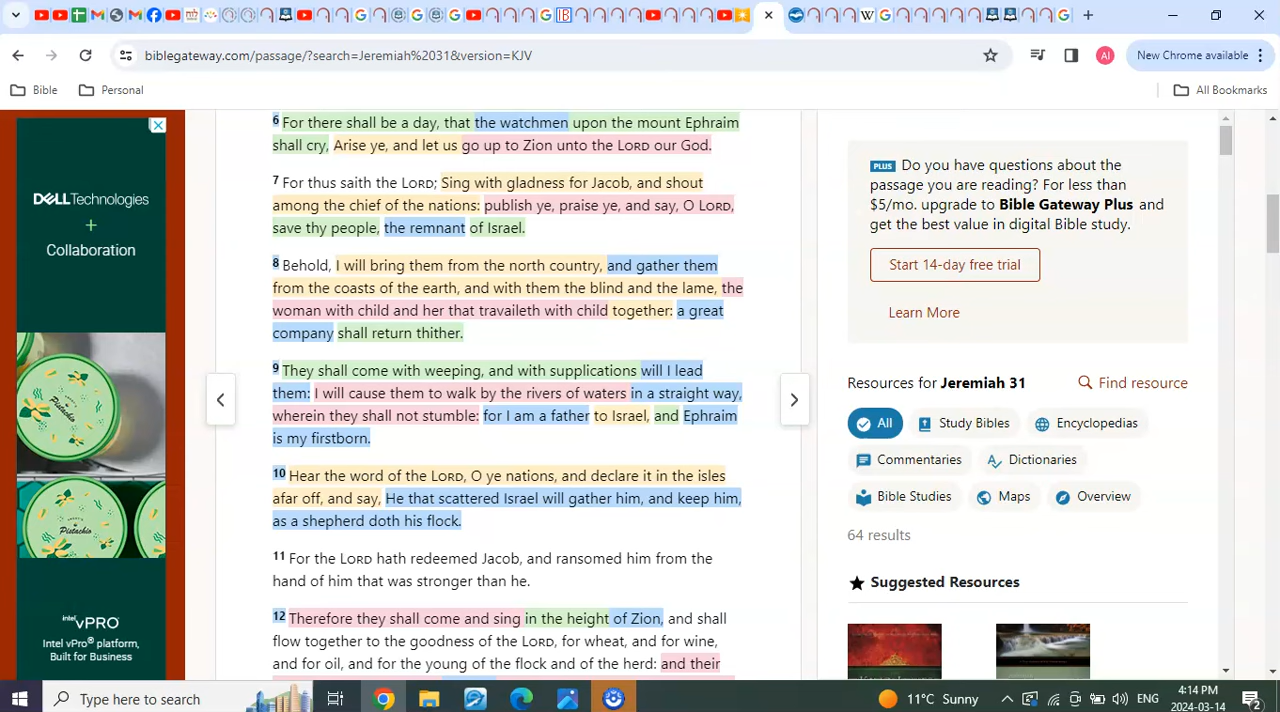 New Chrome available
biblegateway.com/passage/?search=Jeremiah%2031&version=KJV
AI
Bible
Personal
All Bookmarks
6 For there shall be a day, that the watchmen upon the mount Ephraim
shall cry, Arise ye, and let us go up to Zion unto the LORD our God.
7 For thus saith the LORD; Sing with gladness for Jacob, and shout
among the chief of the nations: publish ye, praise ye, and say, O LORD,
save thy people, the remnant of Israel.
8 Behold, I will bring them from the north country, and gather them
from the coasts of the earth, and with them the blind and the lame, the
woman with child and her that travaileth with child together: a great
company shall return thither.
9 They shall come with weeping, and with supplications will I lead
them: I will cause them to walk by the rivers of waters in a straight way,
wherein they shall not stumble: for I am a father to Israel, and Ephraim
is my firstborn.
10 Hear the word of the LORD, O ye nations, and declare it in the isles
afar off, and say, He that scattered Israel will gather him, and keep him,
as a shepherd doth his flock.
11 For the LORD hath redeemed Jacob, and ransomed him from the
hand of him that was stronger than he.
12 Therefore they shall come and sing in the height of Zion, and shall
flow together to the goodness of the LORD, for wheat, and for wine,
and for oil, and for the young of the flock and of the herd: and their
DELL Technologies
+
Collaboration
Pistachio
Pistachio
intel vPRO®
Intel vPro® platform,
Built for Business
PLUS Do you have questions about the
passage you are reading? For less than
$5/mo. upgrade to Bible Gateway Plus and
get the best value in digital Bible study.
Start 14-day free trial
Learn More
Resources for Jeremiah 31
Find resource
All
Study Bibles
Encyclopedias
Commentaries
Dictionaries
Bible Studies
Maps
Overview
64 results
Suggested Resources
Type here to search
11°C Sunny
ENG
4:14 PM
2024-03-14
2